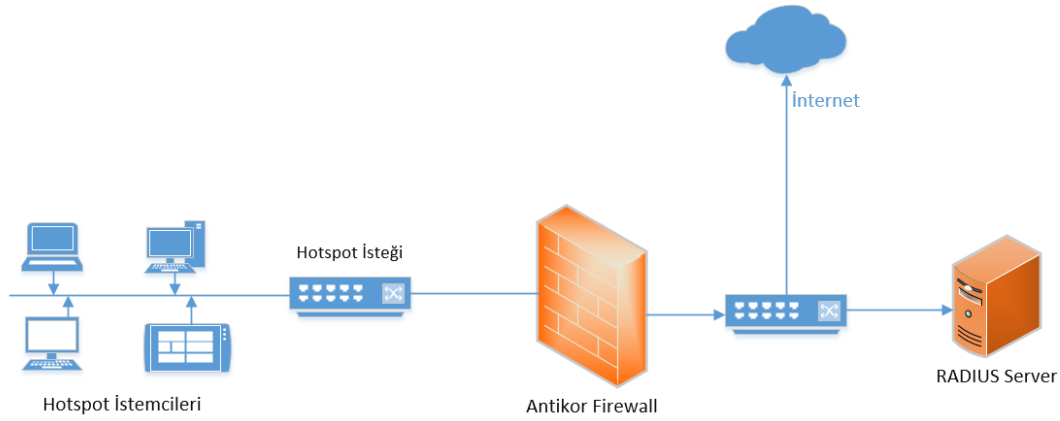 İnternet
Hotspot İsteği
RADIUS Server
Hotspot İstemcileri
Antikor Firewall